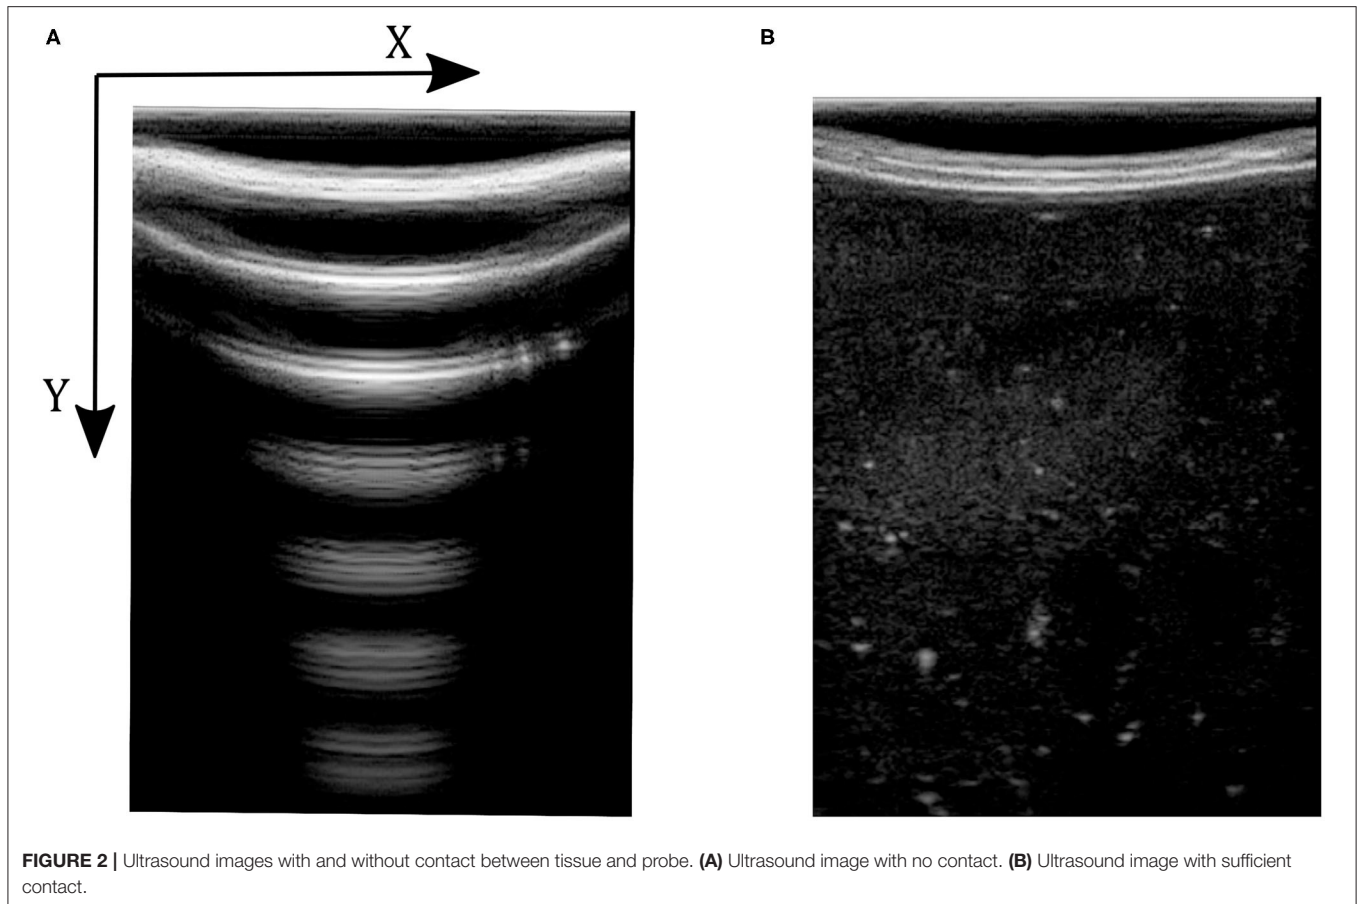 A
X
B
Y
FIGURE 2 | Ultrasound images with and without contact between tissue and probe. (A) Ultrasound image with no contact. (B) Ultrasound image with sufficient
contact.